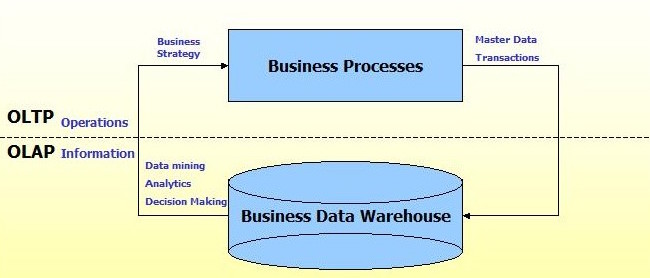 Business
Strategy
Business Processes
Master Data
Transactions
OLTP Operations
OLAP Information
Data mining
Analytics
Decision Making
Business Data Warehouse